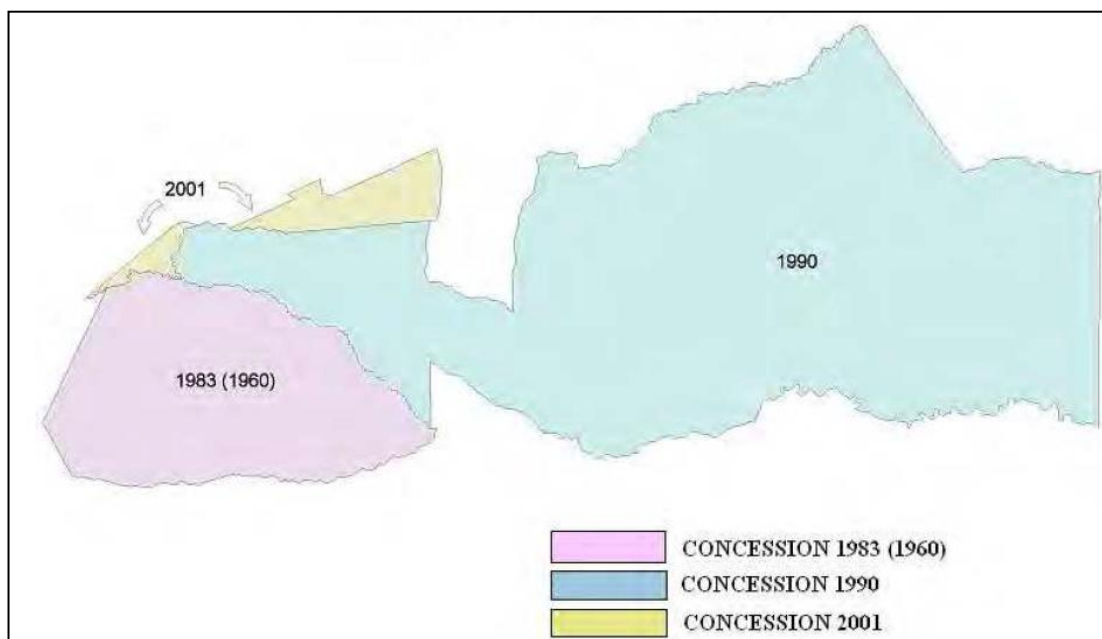 2001
1990
1983 (1960)
CONCESSION 1983 (1960)
CONCESSION 1990
CONCESSION 2001